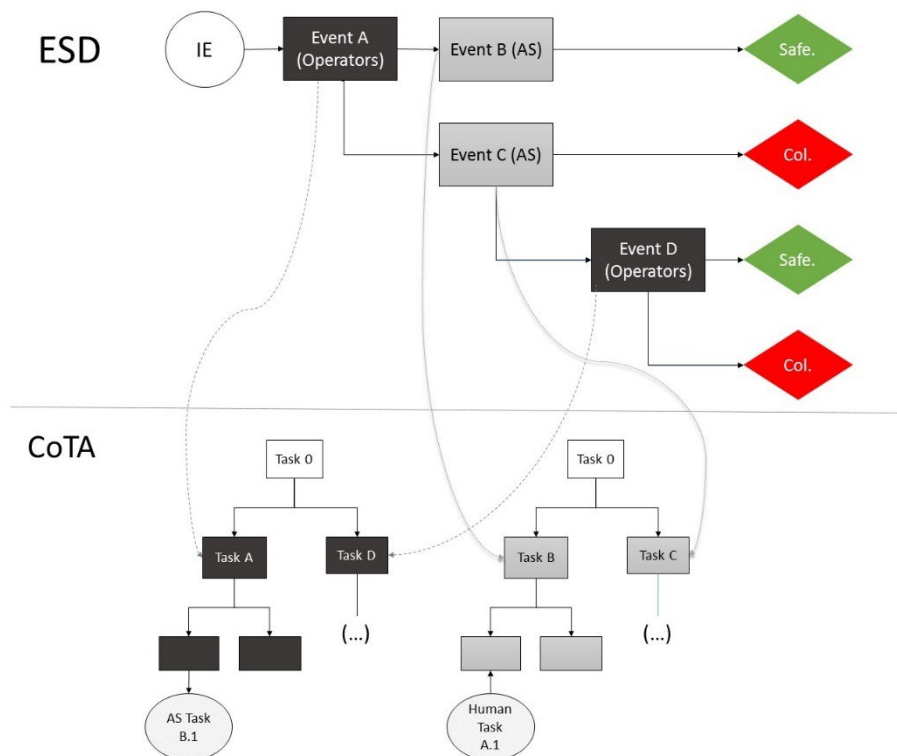 ESD
IE
Event A
(Operators)
Event B (AS)
Safe.
Event C (AS)
Col.
Event D
(Operators)
Safe.
Col.
CoTA
Task 0
Task 0
Task A
Task D
Task B
Task C
(...)
(...)
AS Task
B.1
Human
Task
A.1